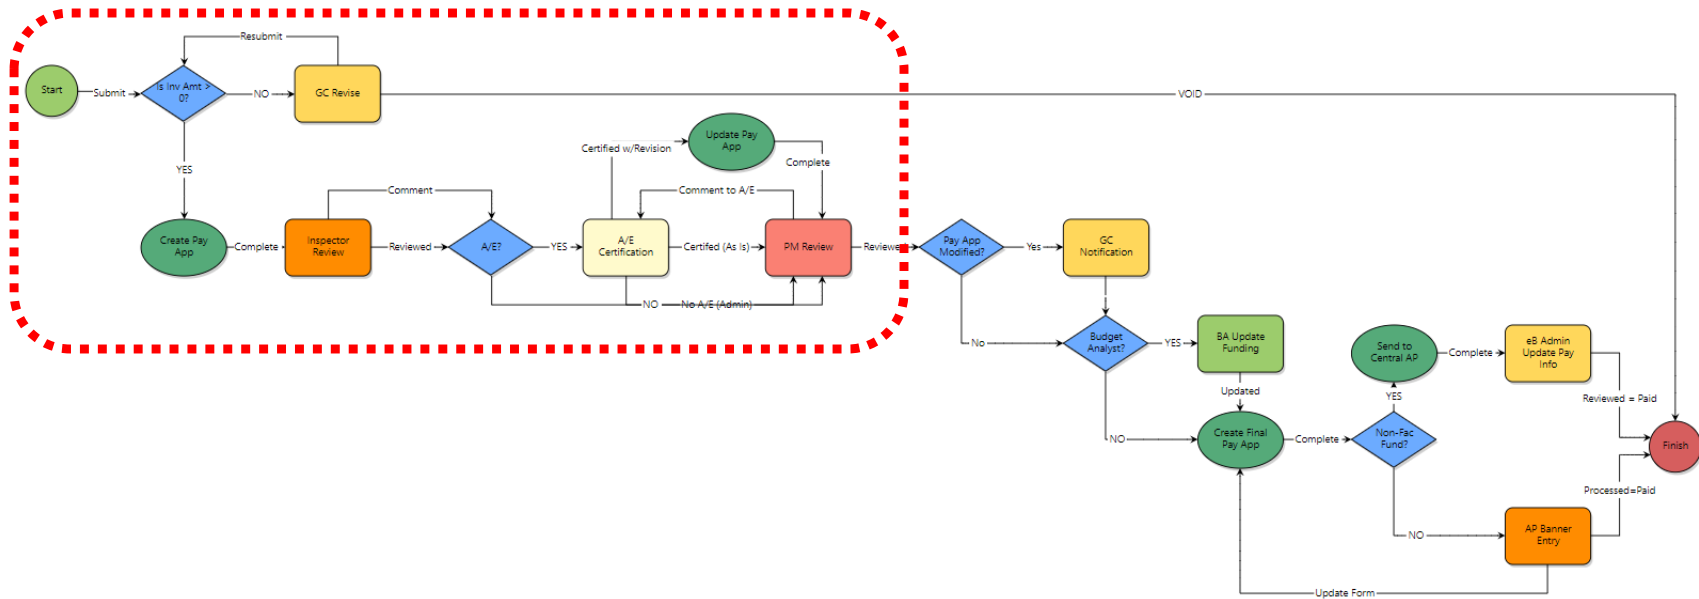 Resubmit
Start
Submit
Is Inv Amt >
0?
NO
GC Revise
VOID
YES
Update Pay
App
Certified w/Revision
Complete
Comment
Comment to A/E
Create Pay
App
Complete
Inspector
Review
Reviewed
A/E?
YES
A/E
Certification
Certifed (As Is)
PM Review
Reviewed
Pay App
Modified?
Yes
GC
Notification
NO
No A/E (Admin)
No
Budget
Analyst?
YES
BA Update
Funding
Send to
Central AP
Complete
eB Admin
Update Pay
Info
Updated
YES
Reviewed = Paid
NO
Create Final
Pay App
Complete
Non-Fac
Fund?
Finish
Processed=Paid
NO
AP Banner
Entry
Update Form